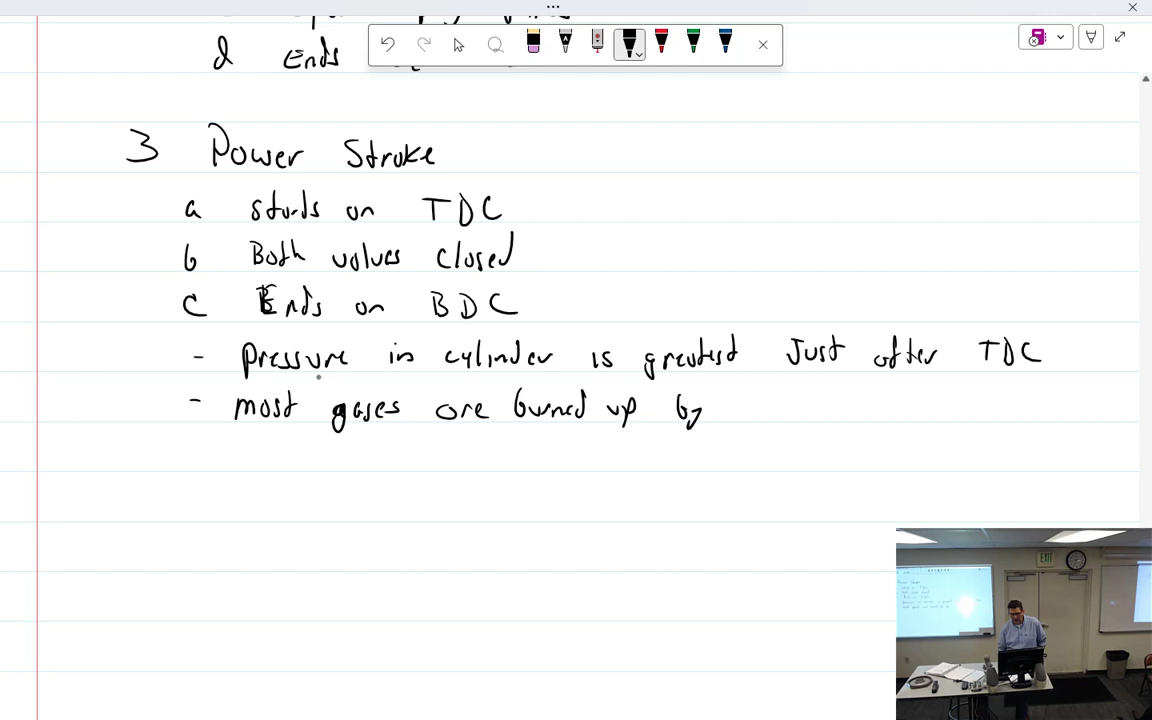 d Ends
3 Power Stroke
a starts on TDC
b Both valves closed
c Ends on BDC
- Pressure in cylinder is greatest Just after TDC
- most gases are burned up by
EXIT